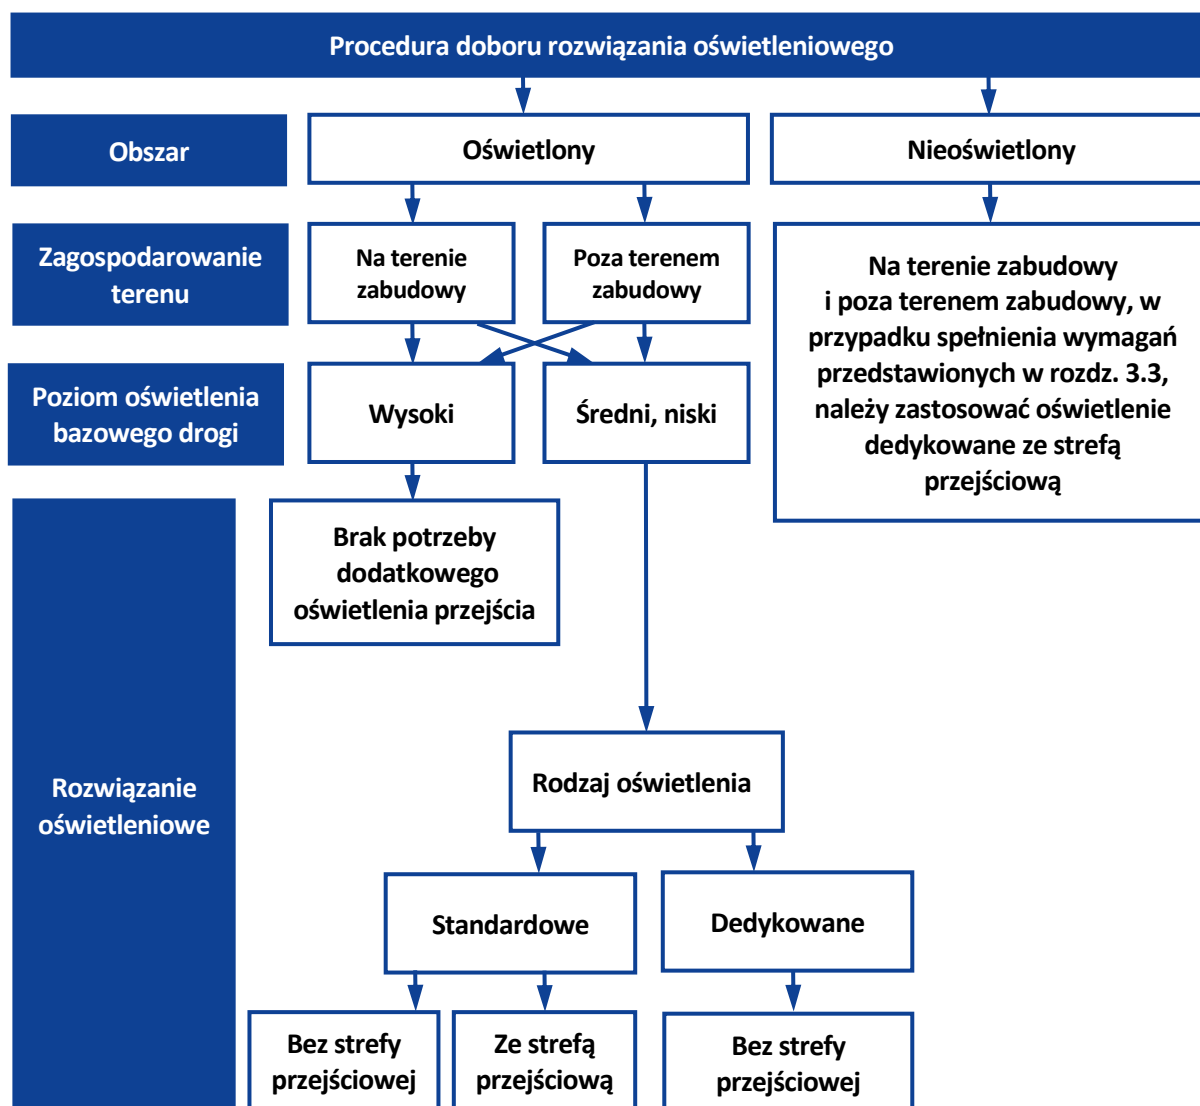 Procedura doboru rozwiązania oświetleniowego
Obszar
Oświetlony
Nieoświetlony
Zagospodarowanie
terenu
Na terenie
zabudowy
Poza terenem
zabudowy
Na terenie zabudowy
i poza terenem zabudowy, w
przypadku spełnienia wymagań
przedstawionych w rozdz. 3.3,
należy zastosować oświetlenie
dedykowane ze strefą
przejściową
Poziom oświetlenia
bazowego drogi
Wysoki
Średni, niski
Brak potrzeby
dodatkowego
oświetlenia przejścia
Rozwiązanie
oświetleniowe
Rodzaj oświetlenia
Standardowe
Dedykowane
Bez strefy
przejściowej
Ze strefą
przejściową
Bez strefy
przejściowej